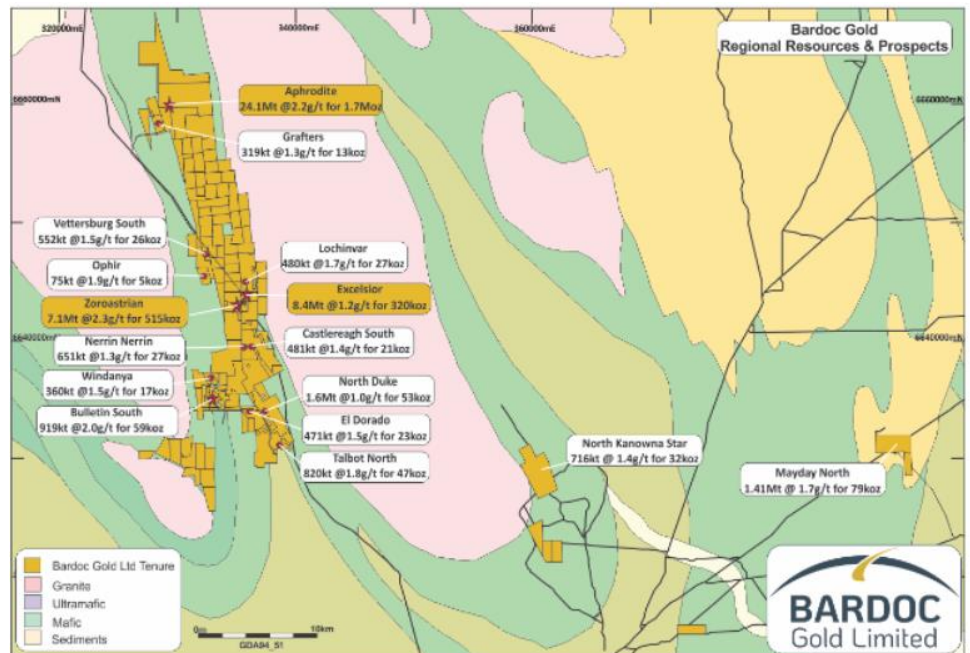 320000mE
340000mE
360000mE
Bardoc Gold
Regional Resources & Prospects
6660000mN
6660000mN
Aphrodite
24.1Mt @2.2g/t for 1.7Moz
Grafters
319kt @1.3g/t for 13koz
Vettersburg South
552kt @1.5g/t for 26koz
Lochinvar
480kt @1.7g/t for 27koz
Ophir
75kt @1.9g/t for 5koz
Excelsior
8.4Mt @1.2g/t for 320koz
Zoroastrian
7.1Mt @2.3g/t for 515koz
Castlereagh South
481kt @1.4g/t for 21koz
6640000mN
6640000mN
Nerrin Nerrin
651kt @1.3g/t for 27koz
Windanya
360kt @1.5g/t for 17koz
North Duke
1.6Mt @1.0g/t for 53koz
Bulletin South
919kt @2.0g/t for 59koz
El Dorado
471kt @1.5g/t for 23koz
Talbot North
820kt @1.8g/t for 47koz
North Kanowna Star
716kt @ 1.4g/t for 32koz
Mayday North
1.41Mt @ 1.7g/t for 79koz
Bardoc Gold Ltd Tenure
Granite
Ultramafic
Mafic
Sediments
0m
10km
GDA94_51
BARDOC
Gold Limited